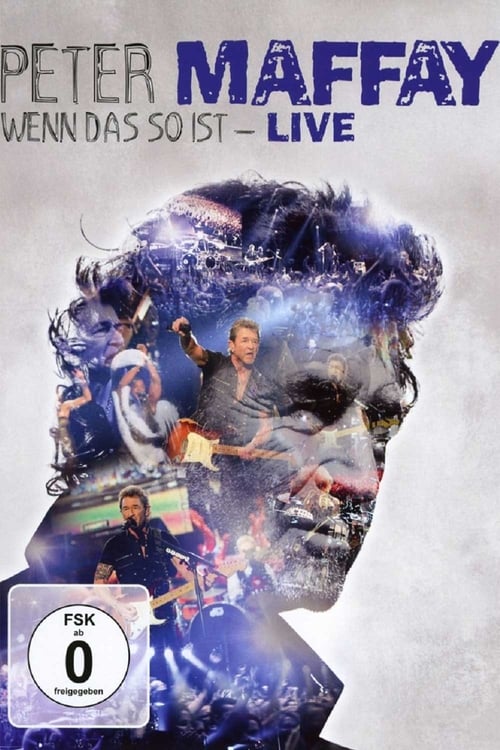 PETER MAFFAY
WENN DAS SO IST – LIVE
FSK
ab
0
freigegeben